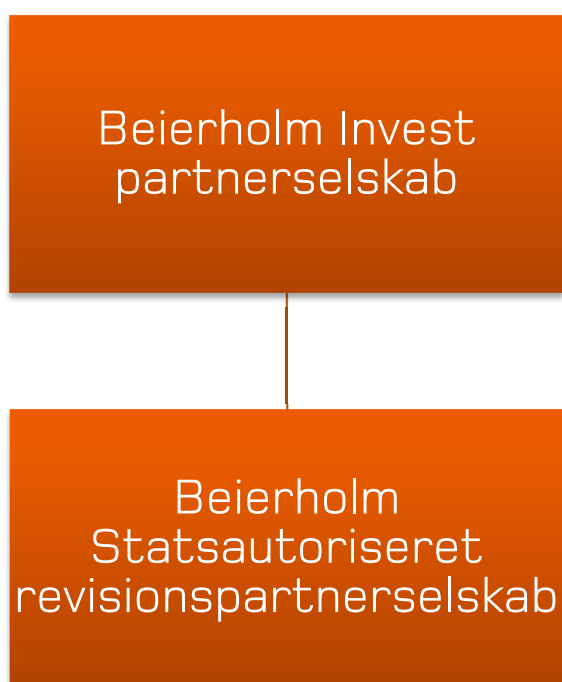 Beierholm Invest
partnerselskab
Beierholm
Statsautoriseret
revisionspartnerselskab